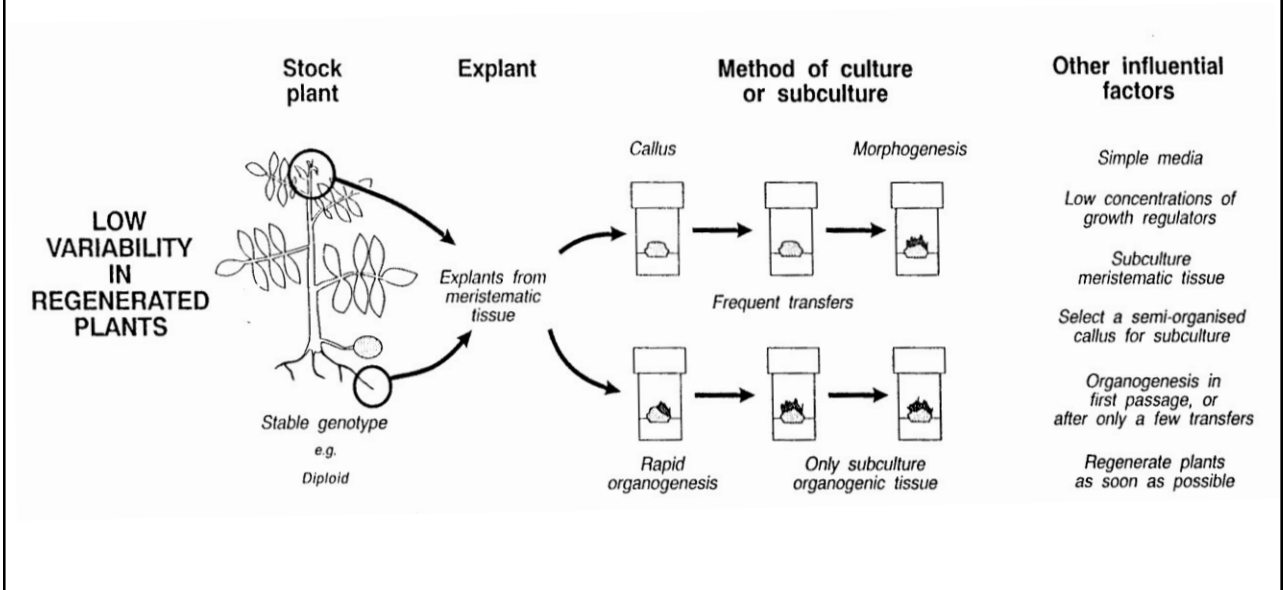 Stock
plant
Explant
Method of culture
or subculture
Other influential
factors
LOW
VARIABILITY
IN
REGENERATED
PLANTS
Stable genotype
e.g.
Diploid
Explants from
meristematic
tissue
Callus
Morphogenesis
Frequent transfers
Rapid
organogenesis
Only subculture
organogenic tissue
Simple media
Low concentrations of
growth regulators
Subculture
meristematic tissue
Select a semi-organised
callus for subculture
Organogenesis in
first passage, or
after only a few transfers
Regenerate plants
as soon as possible